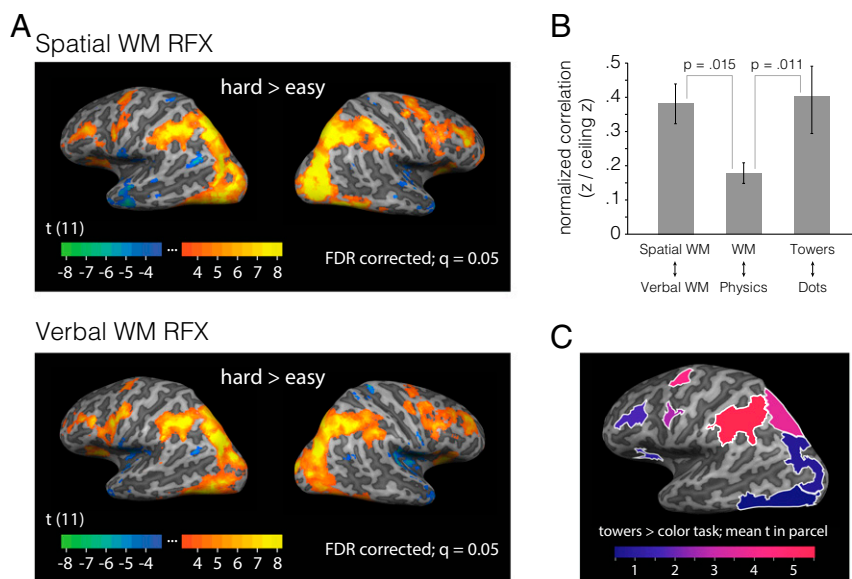 A
Spatial WM RFX
hard > easy
t (11)
-8 -7 -6 -5 -4 ... 4 5 6 7 8
FDR corrected; q = 0.05
Verbal WM RFX
hard > easy
t (11)
-8 -7 -6 -5 -4 ... 4 5 6 7 8
FDR corrected; q = 0.05
B
normalized correlation
(z / ceiling z)
.5
.4
.3
.2
.1
0
p = .015 p = .011
Spatial WM WM Towers
Verbal WM Physics Dots
C
towers > color task; mean t in parcel
1 2 3 4 5